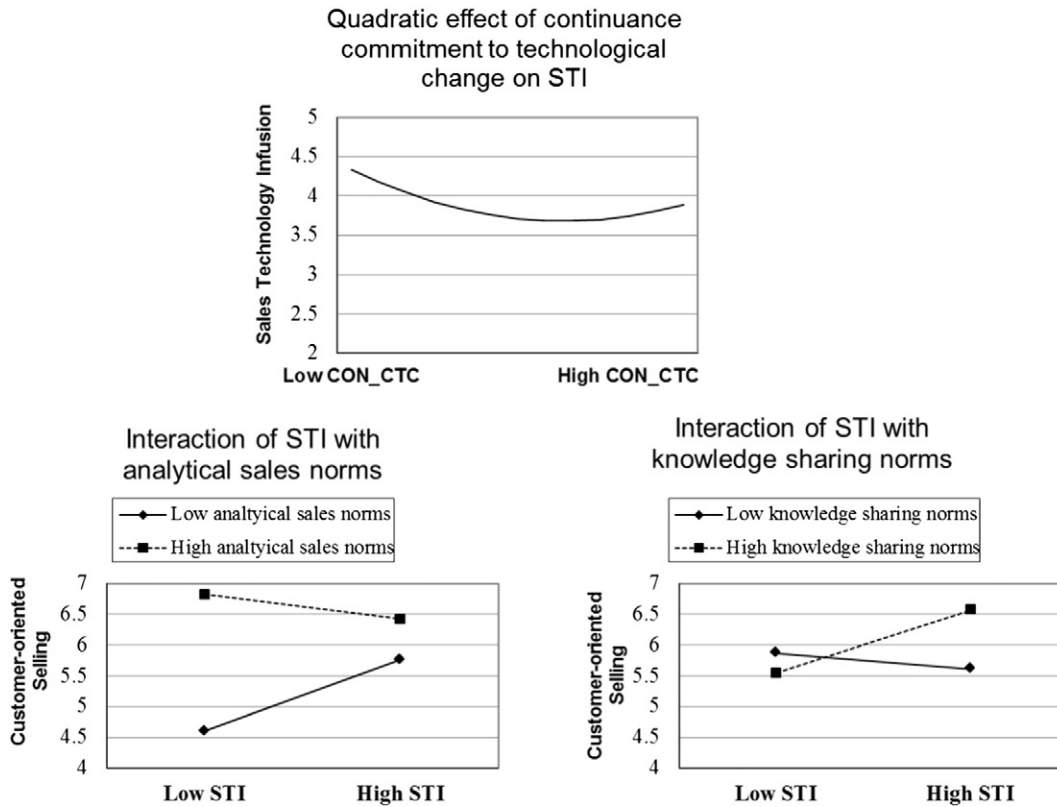 Quadratic effect of continuance
commitment to technological
change on STI
Sales Technology Infusion
5
4.5
4
3.5
3
2.5
2
Low CON_CTC
High CON_CTC
Interaction of STI with
analytical sales norms
Low analtyical sales norms
High analtyical sales norms
Customer-oriented
Selling
7
6.5
6
5.5
5
4.5
4
Low STI
High STI
Interaction of STI with
knowledge sharing norms
Low knowledge sharing norms
High knowledge sharing norms
Customer-oriented
Selling
7
6.5
6
5.5
5
4.5
4
Low STI
High STI